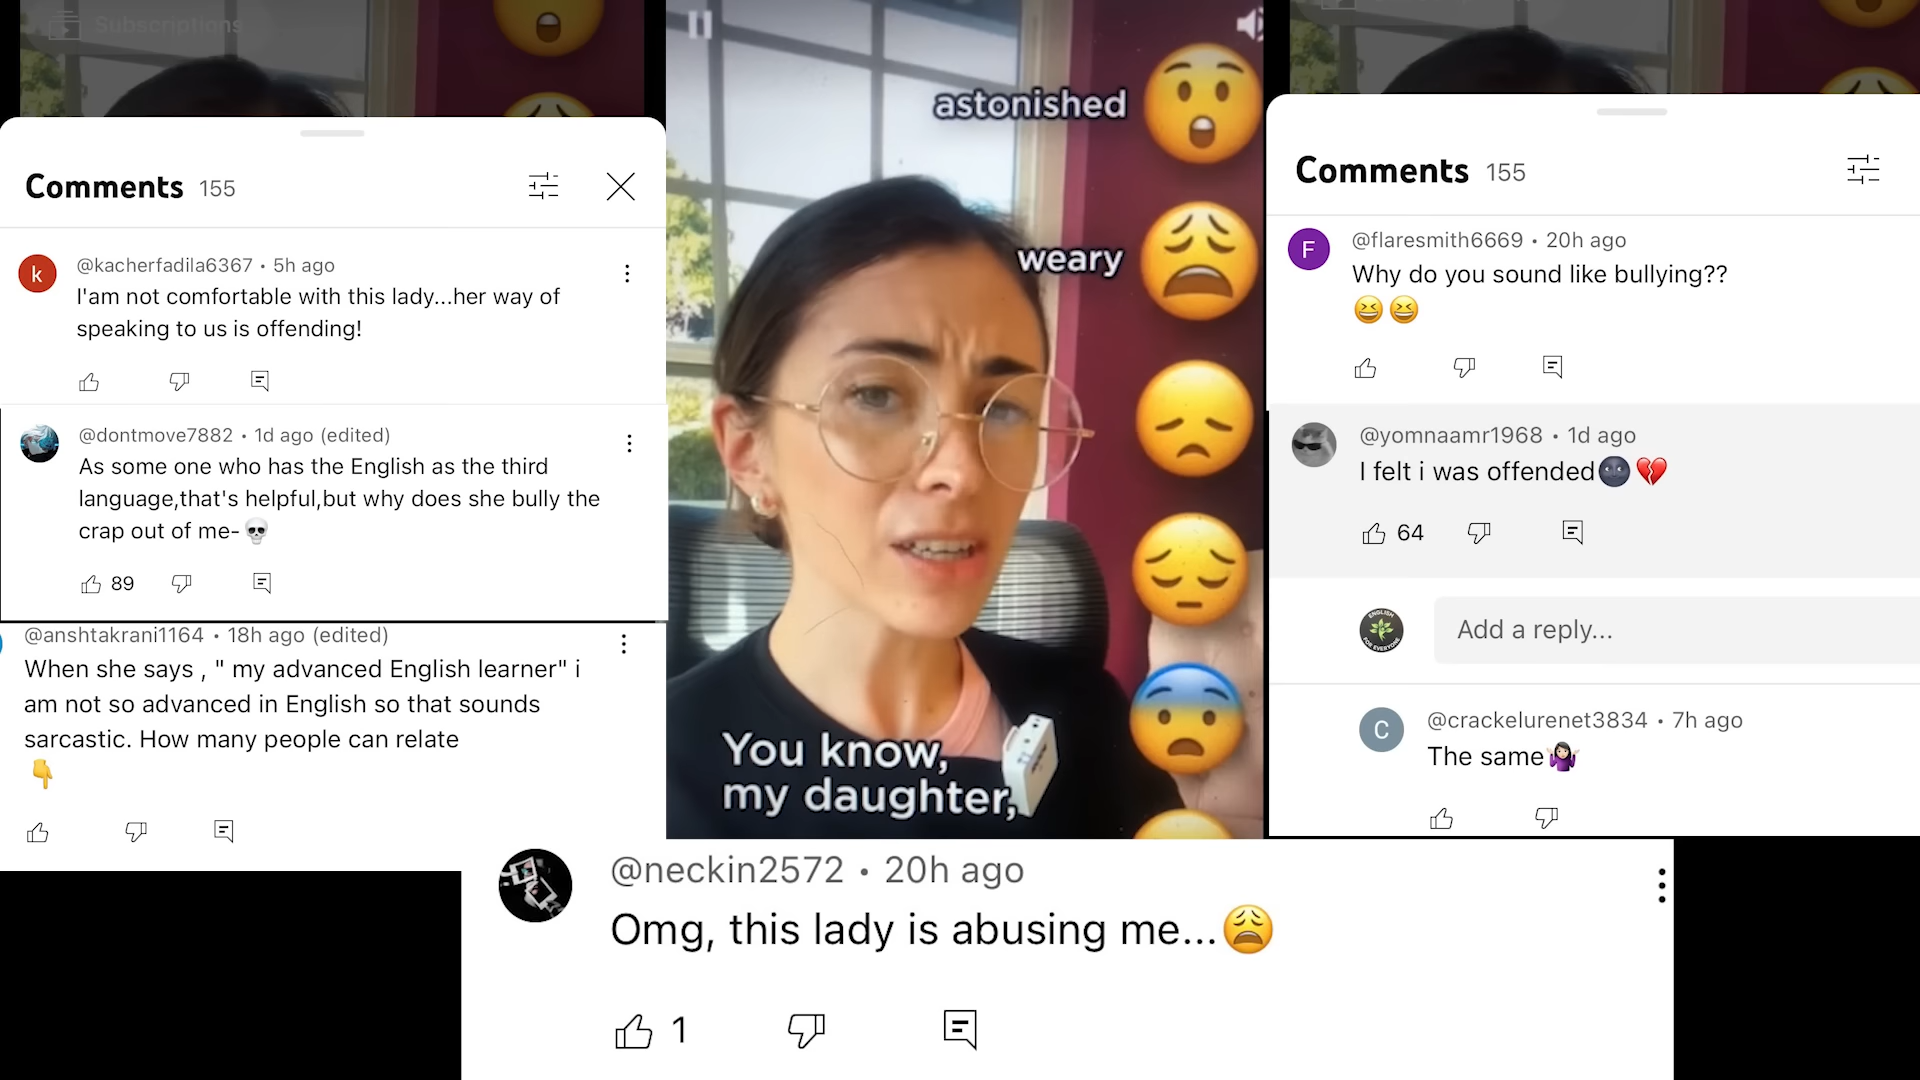 Subscriptions
Comments 155
@kacherfadila6367 • 5h ago
I'am not comfortable with this lady...her way of
speaking to us is offending!
@dontmove7882 • 1d ago (edited)
As some one who has the English as the third
language,that's helpful,but why does she bully the
crap out of me-💀
89
@anshtakrani1164 • 18h ago (edited)
When she says , " my advanced English learner" i
am not so advanced in English so that sounds
sarcastic. How many people can relate
👇
astonished
weary
You know,
my daughter,
Comments 155
F
@flaresmith6669 • 20h ago
Why do you sound like bullying??
😆😆
@yomnaamr1968 • 1d ago
I felt i was offended🌚💔
64
ENGLISH
FOR EVERYONE
Add a reply...
C
@crackelurenet3834 • 7h ago
The same🤷🏻‍♀️
@neckin2572 • 20h ago
Omg, this lady is abusing me...😩
1
k